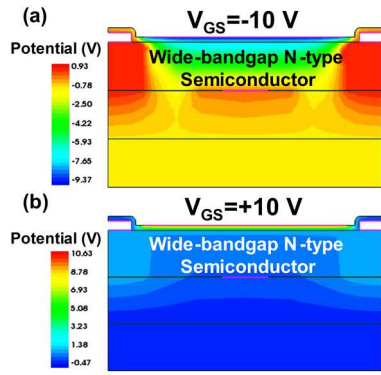 (a)
V_GS=-10 V
Potential (V)
0.93
-0.78
-2.50
-4.22
-5.93
-7.65
-9.37
Wide-bandgap N-type
Semiconductor
(b)
V_GS=+10 V
Potential (V)
10.63
8.78
6.93
5.08
3.23
1.38
-0.47
Wide-bandgap N-type
Semiconductor